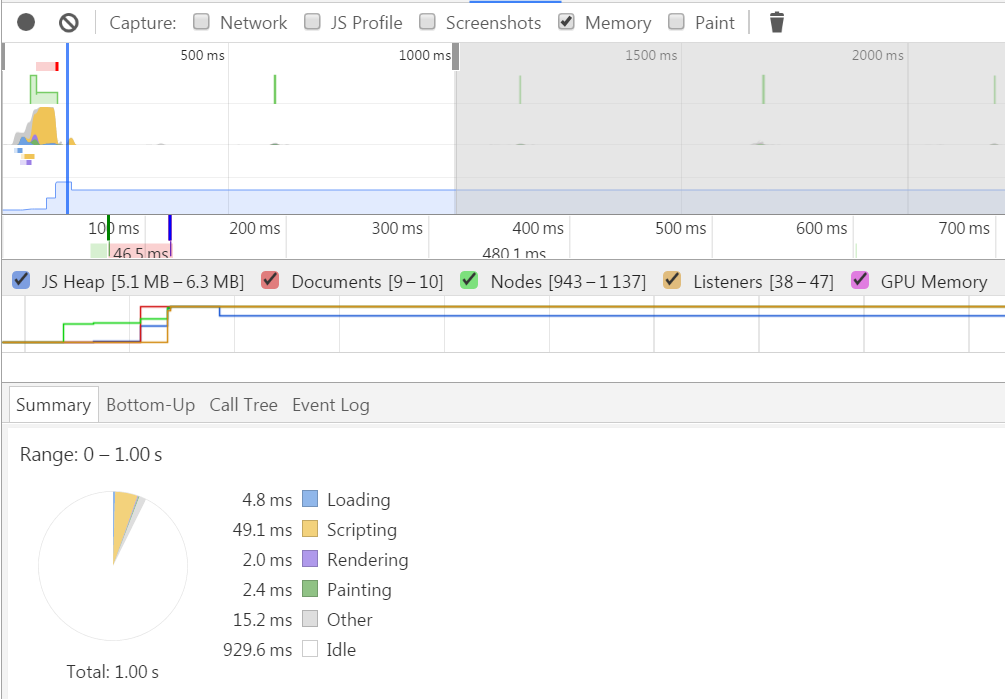 Capture: Network JS Profile Screenshots Memory Paint
500 ms 1000 ms 1500 ms 2000 ms
100 ms 200 ms 300 ms 400 ms 500 ms 600 ms 700 ms
46.5 ms 480.1 ms
JS Heap [5.1 MB – 6.3 MB] Documents [9 – 10] Nodes [943 – 1 137] Listeners [38 – 47] GPU Memory
Summary Bottom-Up Call Tree Event Log
Range: 0 – 1.00 s
4.8 ms Loading
49.1 ms Scripting
2.0 ms Rendering
2.4 ms Painting
15.2 ms Other
929.6 ms Idle
Total: 1.00 s